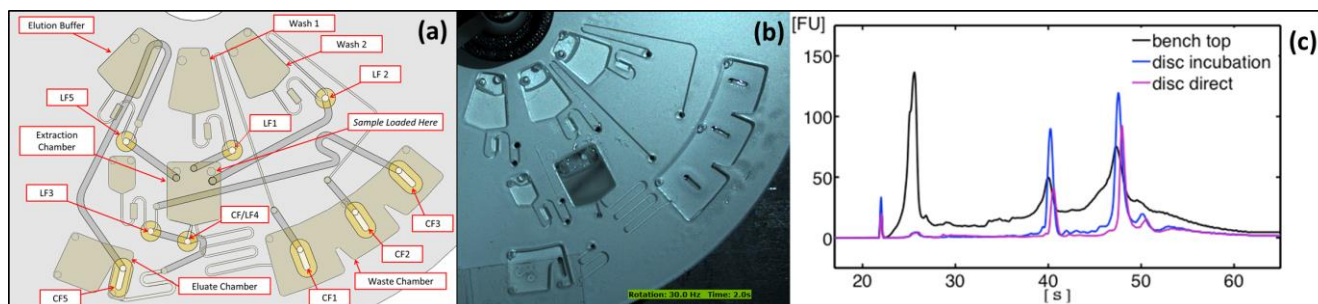 Elution Buffer
Wash 1
(a)
Wash 2
LF 2
LF5
LF1
Sample Loaded Here
Extraction
Chamber
LF3
CF/LF4
CF3
CF2
Eluate Chamber
Waste Chamber
CF5
CF1
(b)
Rotation: 30.0 Hz Time: 2.0s
[FU]
(c)
150
100
50
0
bench top
disc incubation
disc direct
20 30 40 50 60
[s]